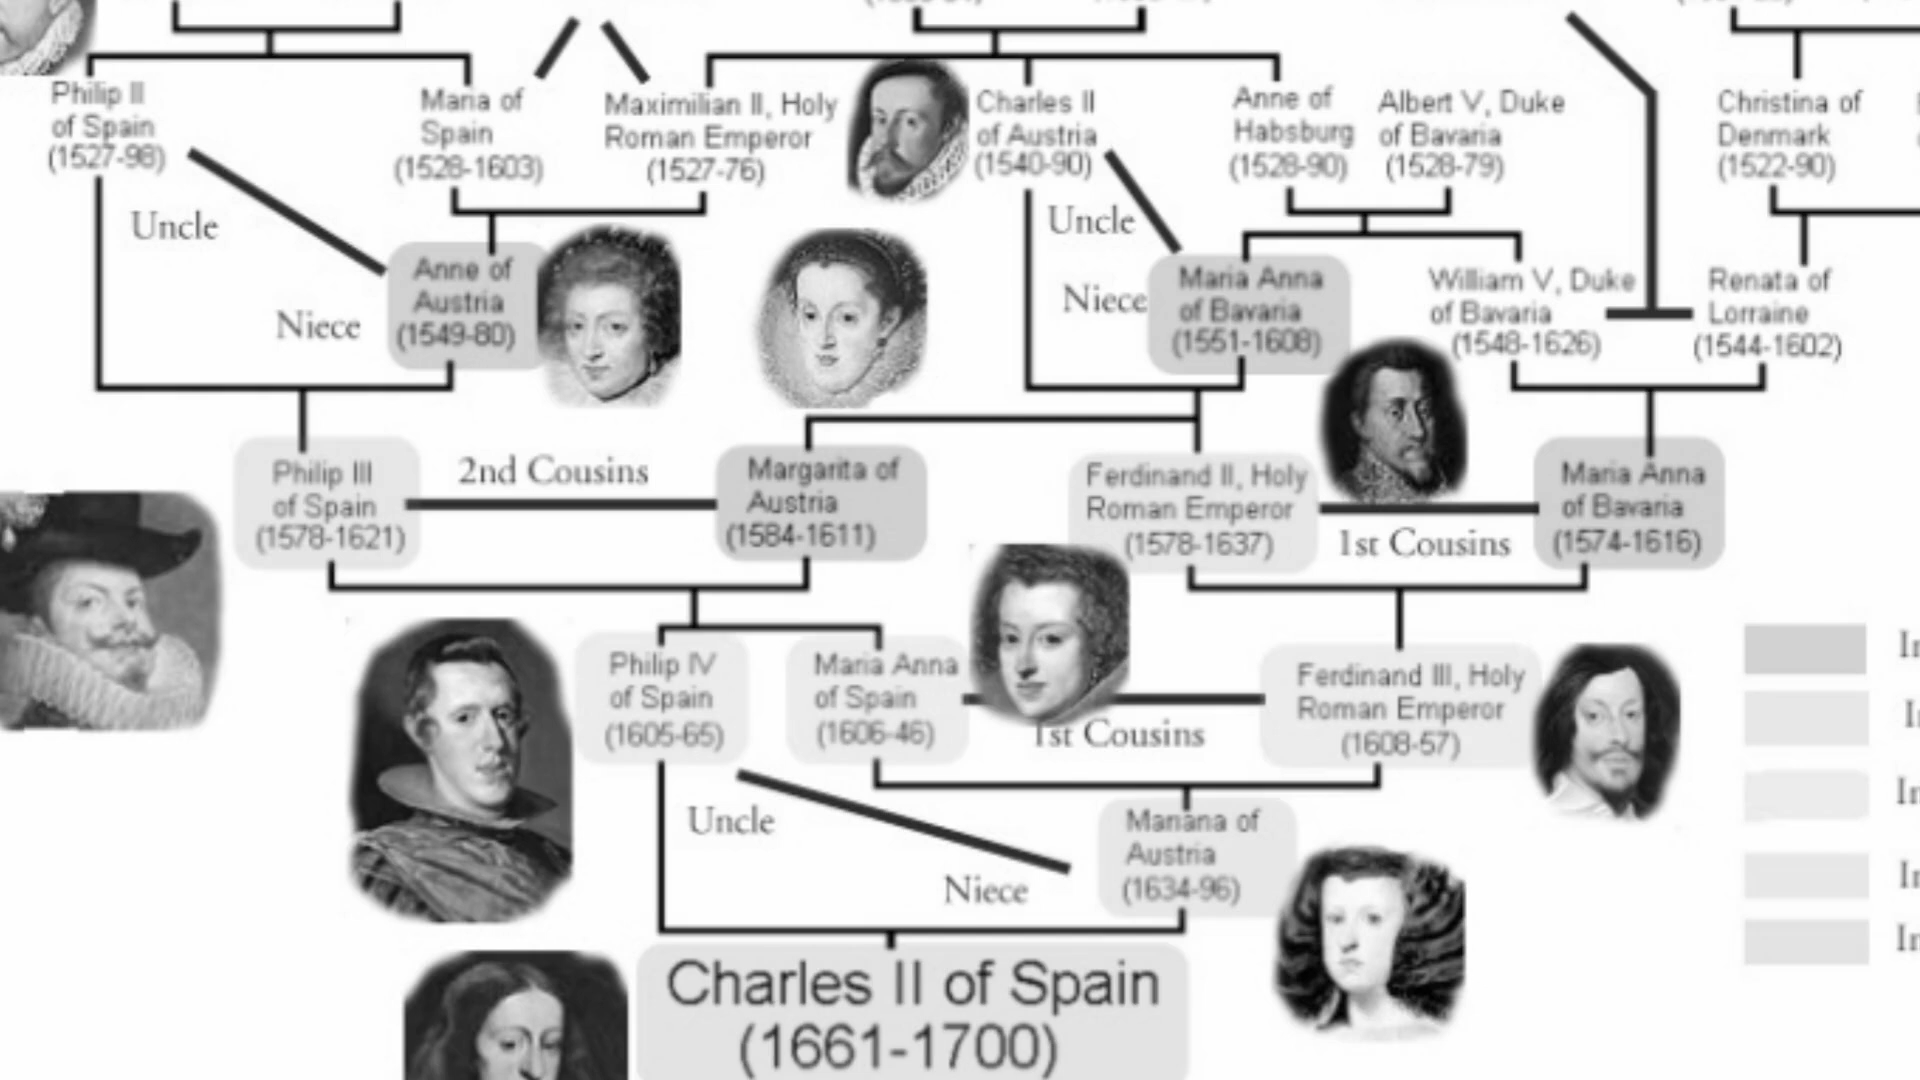 Philip II
of Spain
(1527-98)
Maria of
Spain
(1528-1603)
Maximilian II, Holy
Roman Emperor
(1527-76)
Charles II
of Austria
(1540-90)
Anne of
Habsburg
(1528-90)
Albert V, Duke
of Bavaria
(1528-79)
Christina of
Denmark
(1522-90)
Uncle
Niece
Anne of
Austria
(1549-80)
Uncle
Niece
Maria Anna
of Bavaria
(1551-1608)
William V, Duke
of Bavaria
(1548-1626)
Renata of
Lorraine
(1544-1602)
Philip III
of Spain
(1578-1621)
2nd Cousins
Margarita of
Austria
(1584-1611)
Ferdinand II, Holy
Roman Emperor
(1578-1637)
1st Cousins
Maria Anna
of Bavaria
(1574-1616)
Philip IV
of Spain
(1605-65)
Maria Anna
of Spain
(1606-46)
1st Cousins
Ferdinand III, Holy
Roman Emperor
(1608-57)
Uncle
Niece
Mariana of
Austria
(1634-96)
Charles II of Spain
(1661-1700)